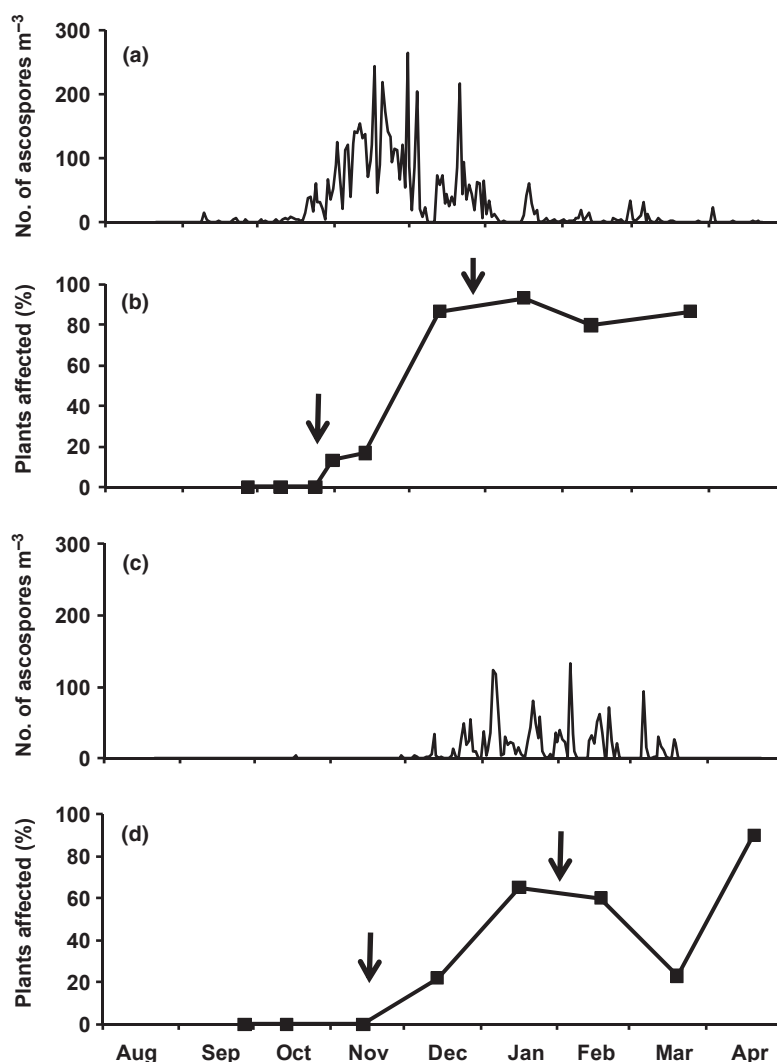 (a)
No. of ascospores m⁻³
300
200
100
0
(b)
Plants affected (%)
100
80
60
40
20
0
(c)
No. of ascospores m⁻³
300
200
100
0
(d)
Plants affected (%)
100
80
60
40
20
0
Aug Sep Oct Nov Dec Jan Feb Mar Apr